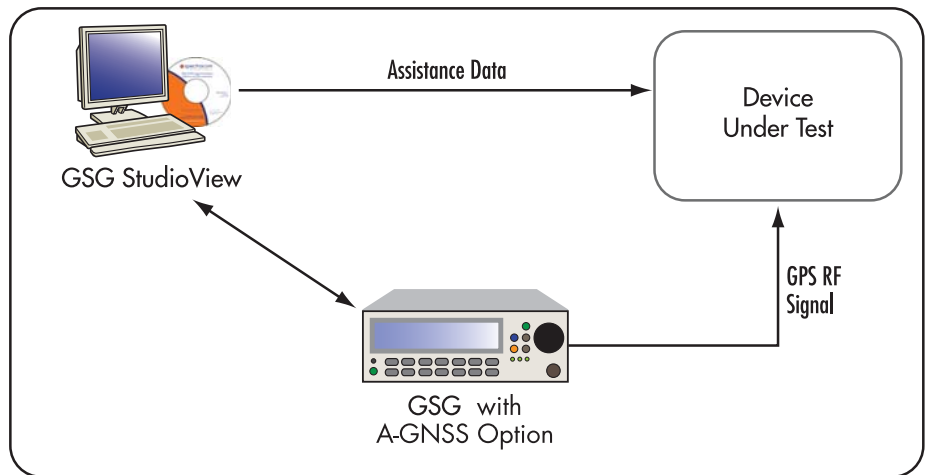 Assistance Data
Device
Under Test
GSG StudioView
GPS RF
Signal
GSG with
A-GNSS Option